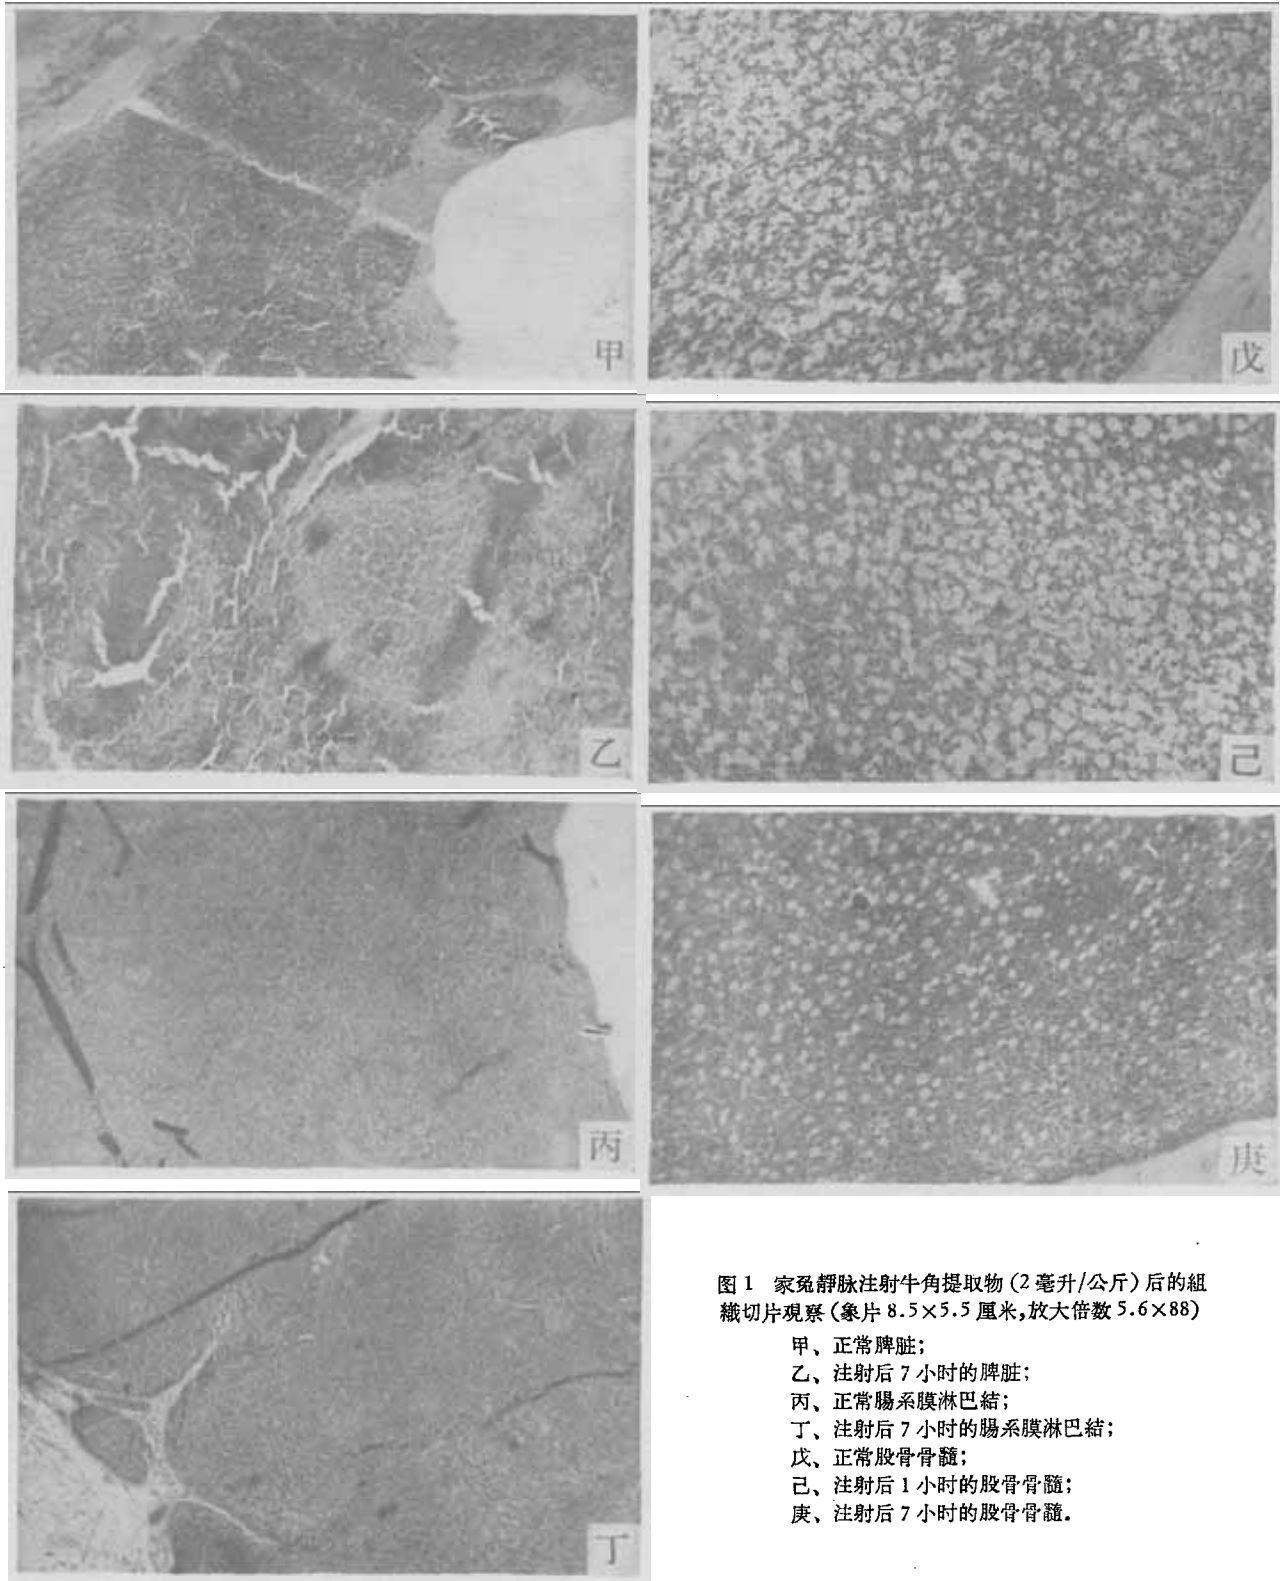 甲
戊
乙
己
丙
庚
丁
图1 家兔靜脉注射牛角提取物(2毫升/公斤)后的組
織切片观察(象片8.5×5.5厘米,放大倍数5.6×88)
甲、正常脾脏;
乙、注射后7小时的脾脏;
丙、正常腸系膜淋巴結;
丁、注射后7小时的腸系膜淋巴結;
戊、正常股骨骨髓;
己、注射后1小时的股骨骨髓;
庚、注射后7小时的股骨骨髓.